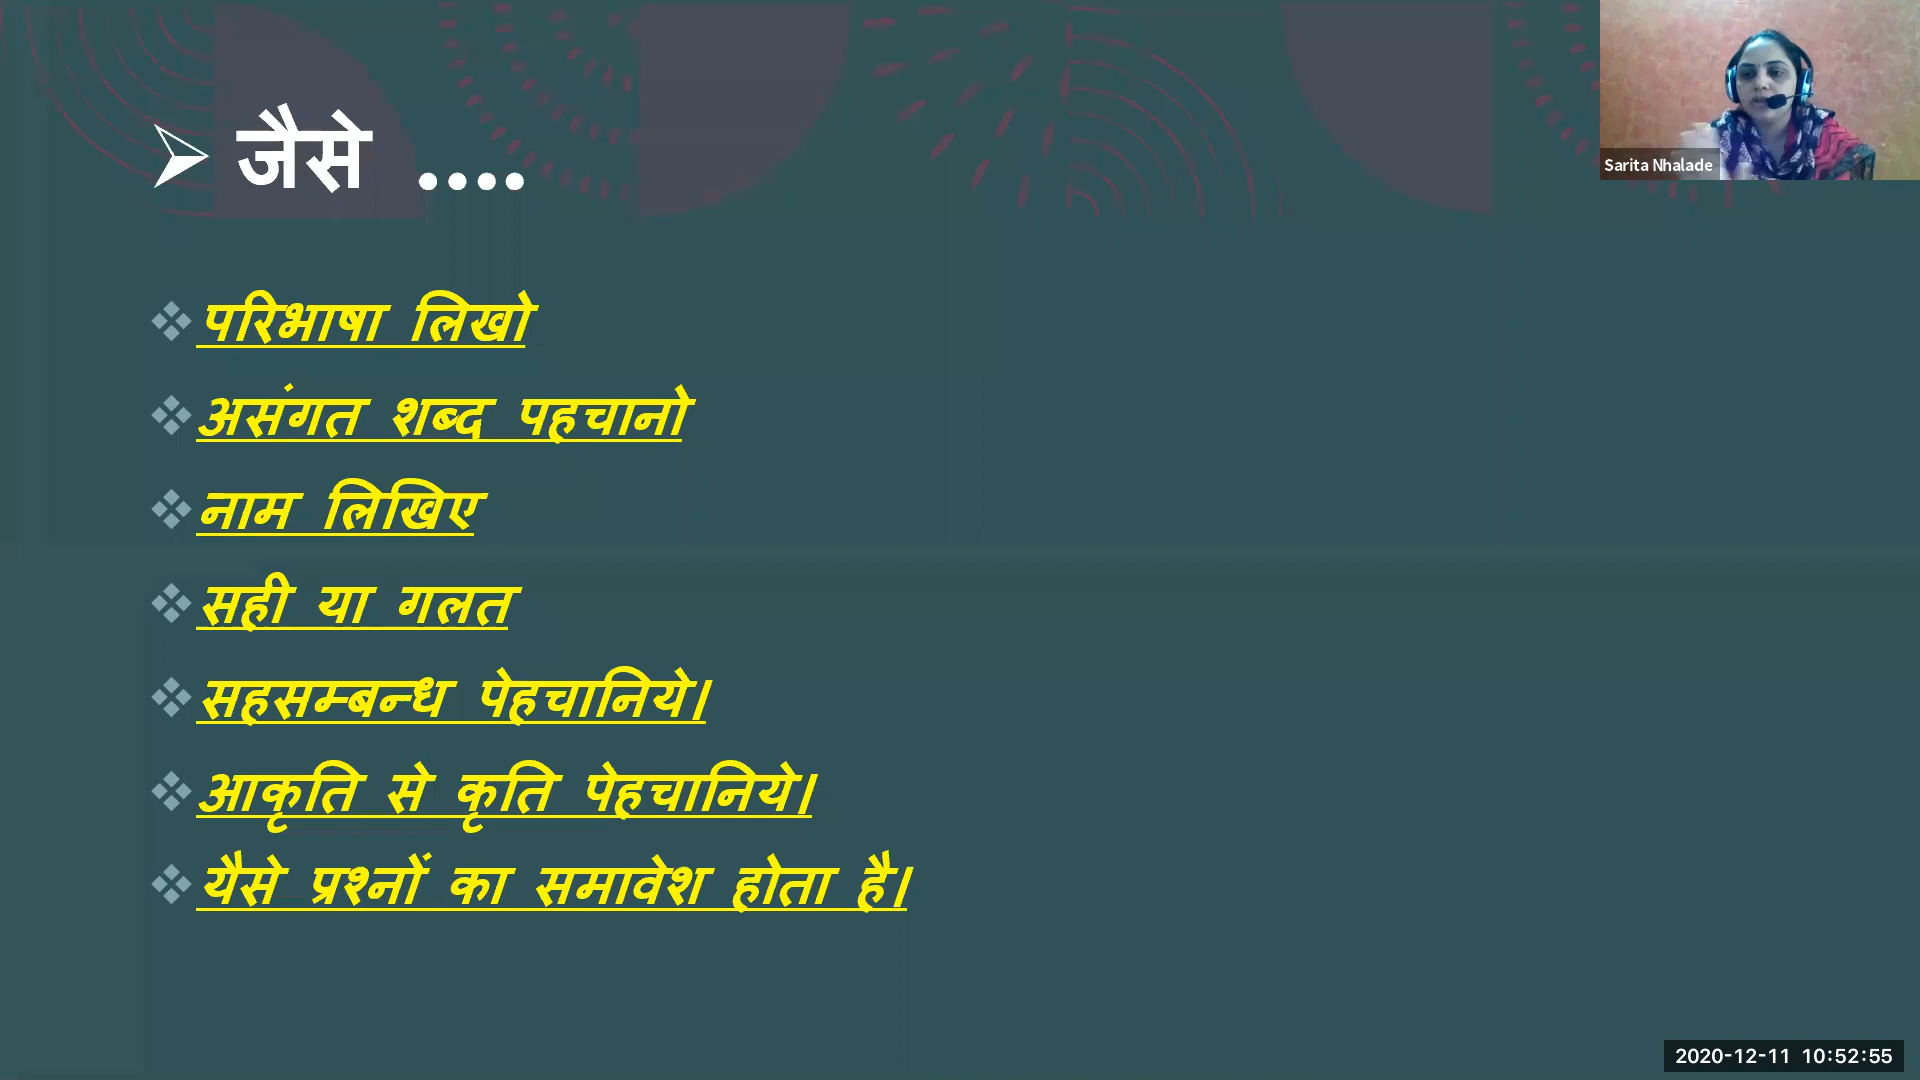 जैसे ....
Sarita Nhalade
परिभाषा लिखो
असंगत शब्द पहचानो
नाम लिखिए
सही या गलत
सहसम्बन्ध पेहचानिये।
आकृति से कृति पेहचानिये।
यैसे प्रश्नों का समावेश होता है।
2020-12-11 10:52:55